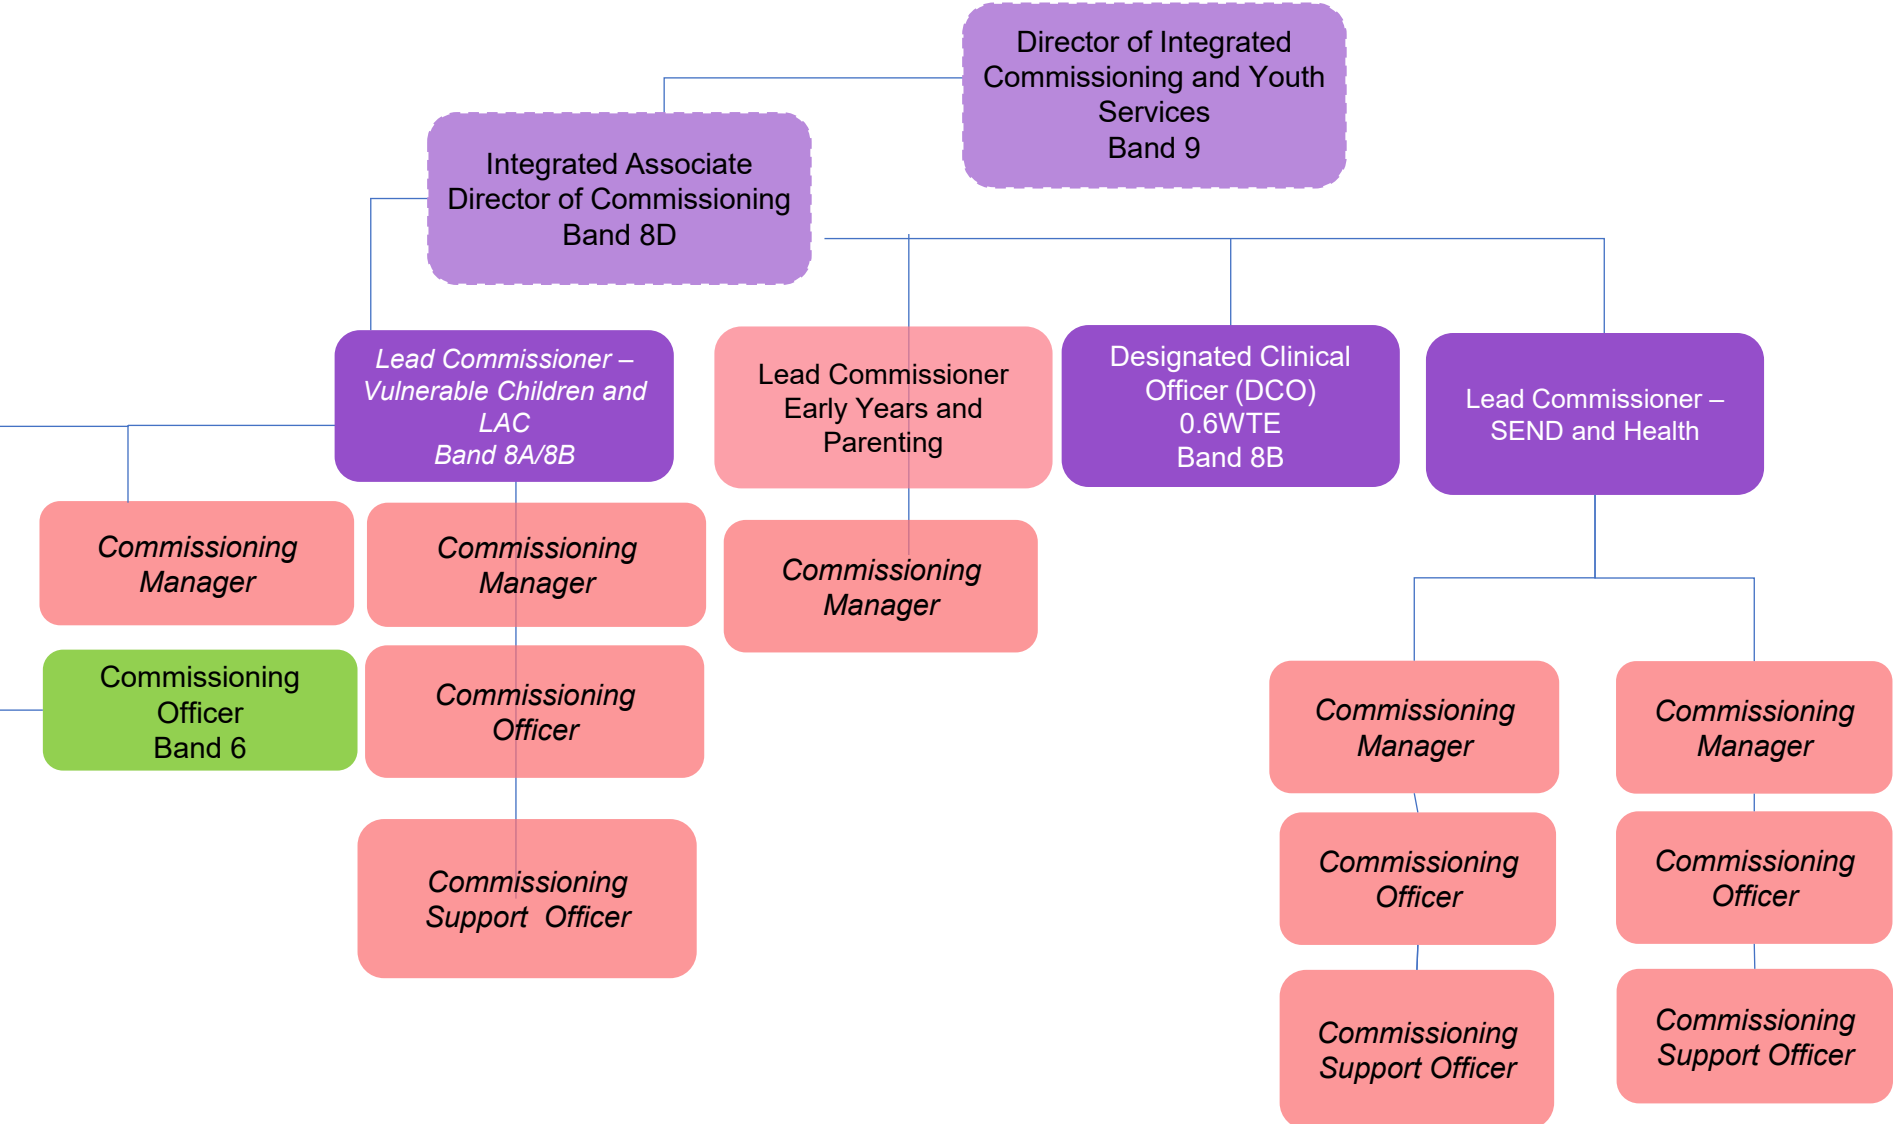 Director of Integrated
Commissioning and Youth
Services
Band 9
Integrated Associate
Director of Commissioning
Band 8D
Lead Commissioner –
Vulnerable Children and
LAC
Band 8A/8B
Lead Commissioner
Early Years and
Parenting
Designated Clinical
Officer (DCO)
0.6WTE
Band 8B
Lead Commissioner –
SEND and Health
Commissioning
Manager
Commissioning
Manager
Commissioning
Manager
Commissioning
Officer
Band 6
Commissioning
Officer
Commissioning
Manager
Commissioning
Manager
Commissioning
Support Officer
Commissioning
Officer
Commissioning
Officer
Commissioning
Support Officer
Commissioning
Support Officer